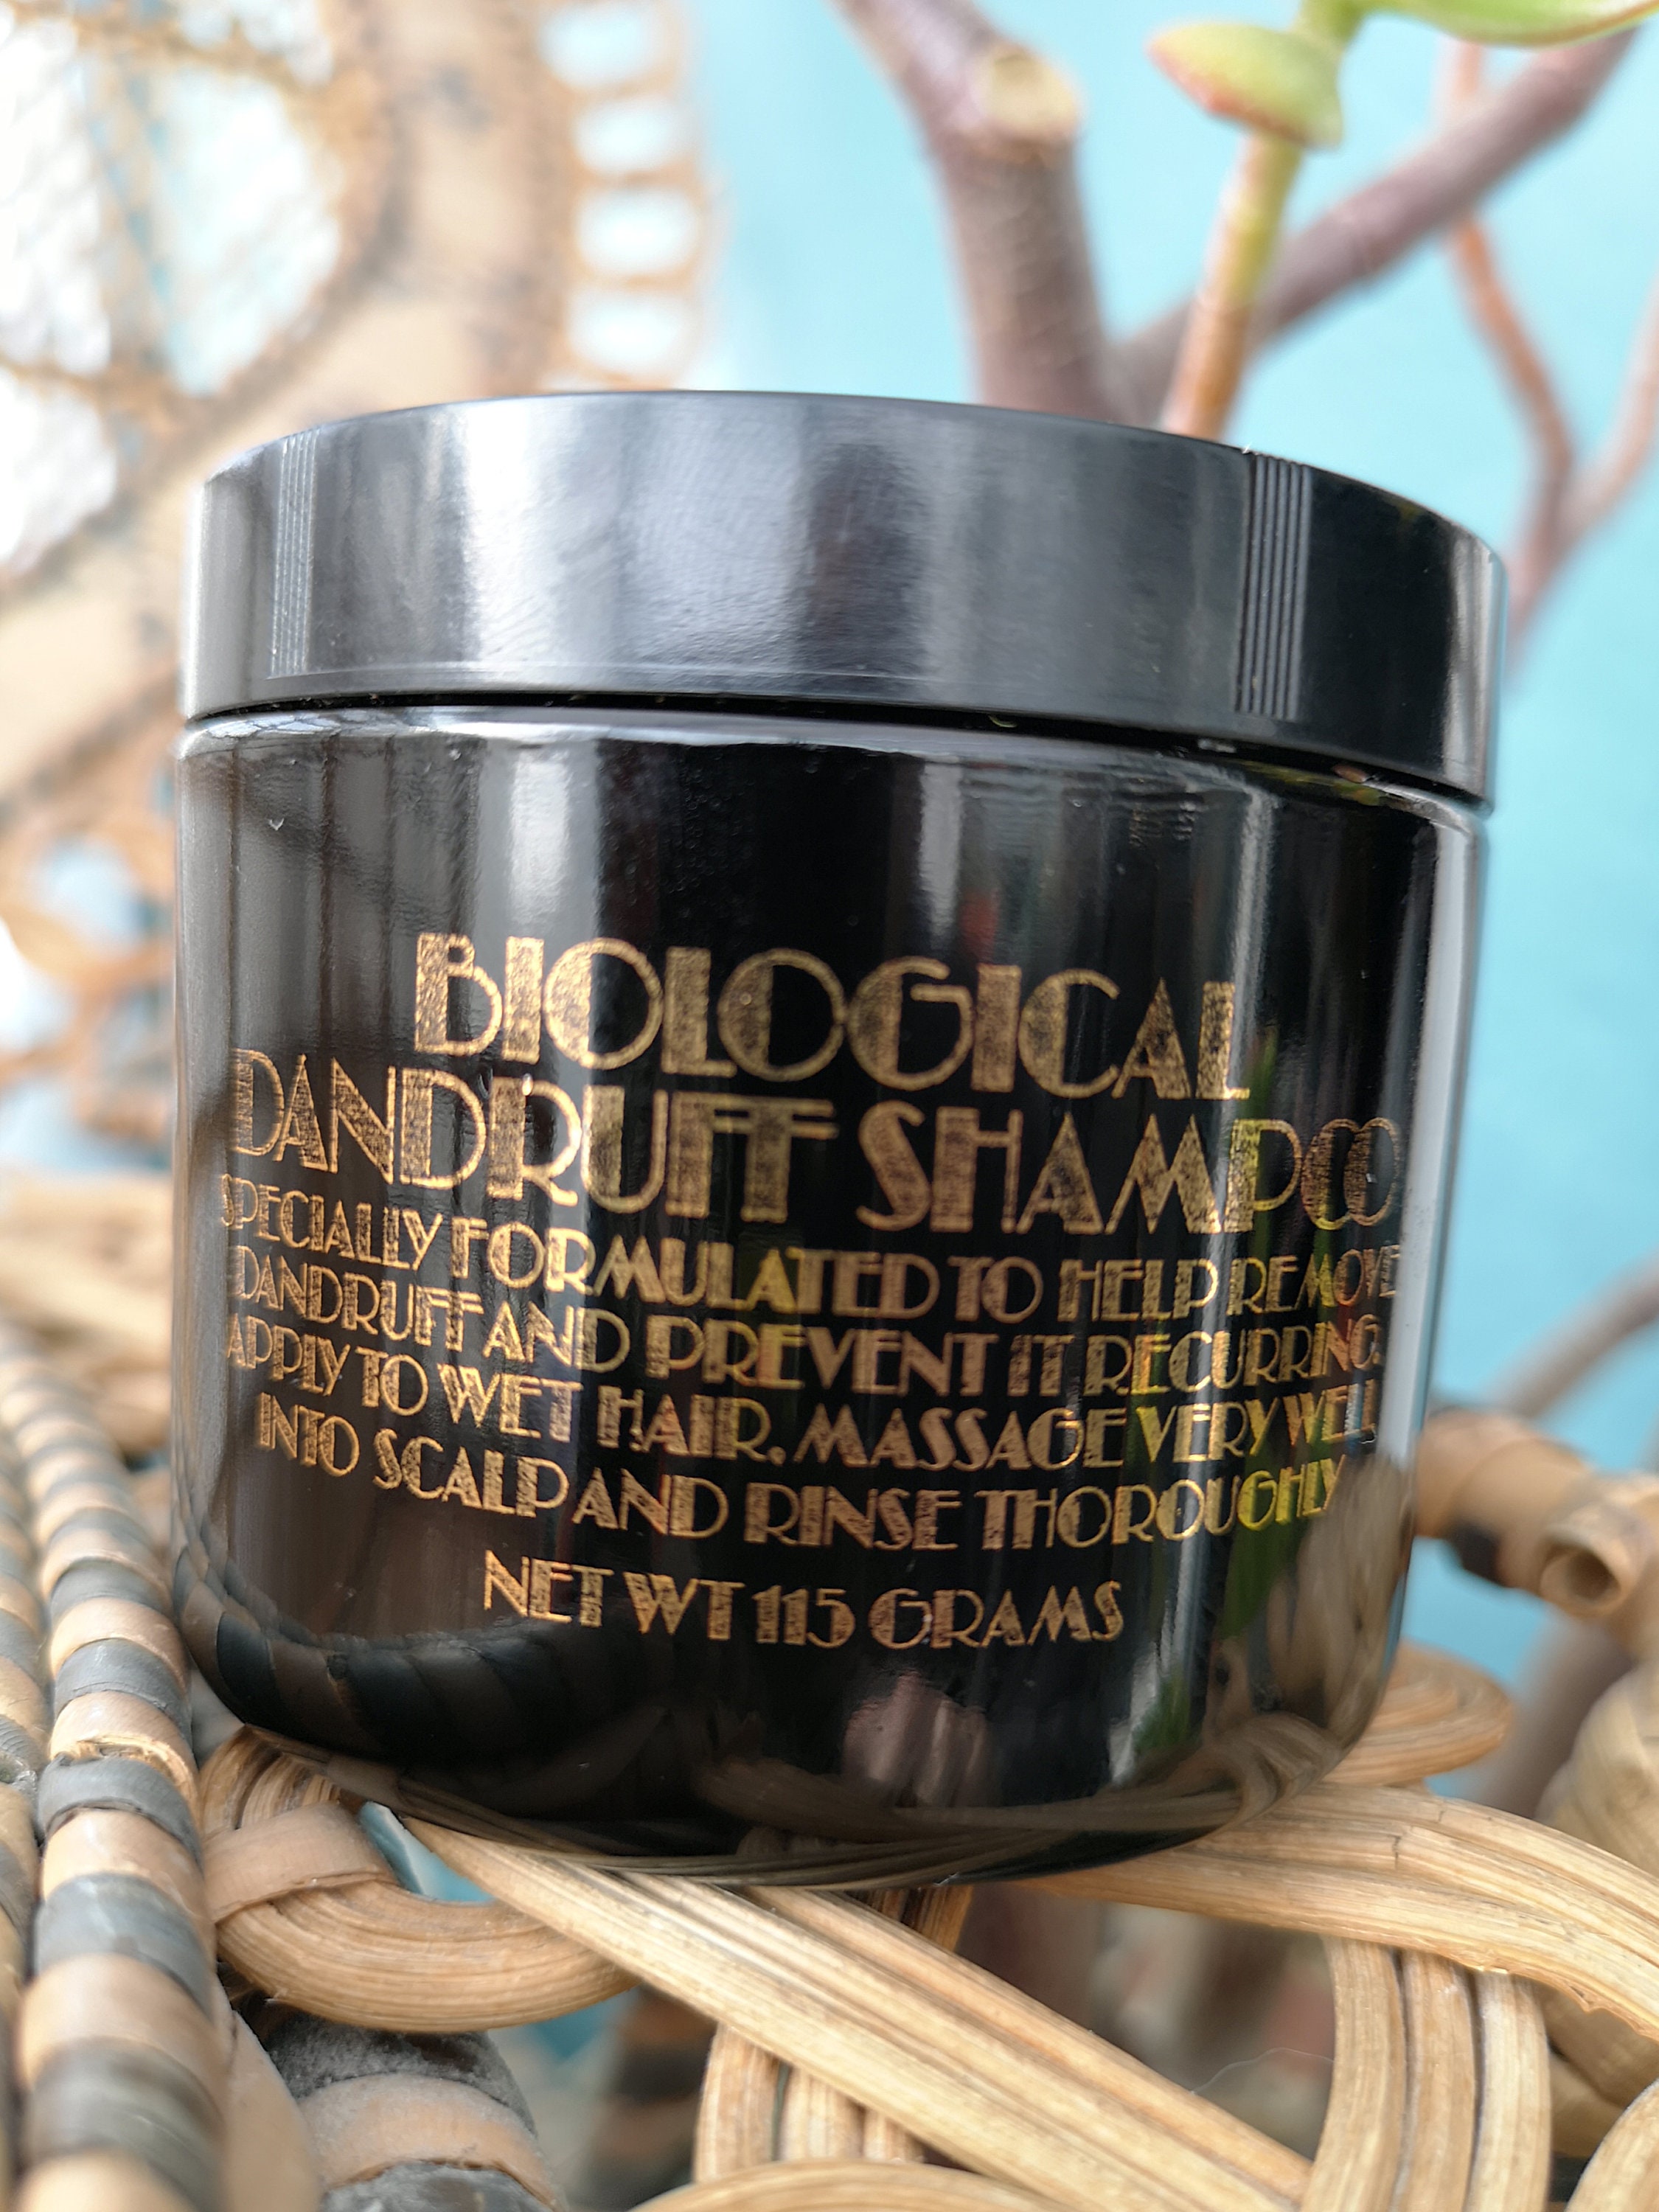 BIOLOGICAL
DANDRUFF SHAMPOO
SPECIALLY FORMULATED TO HELP REMOVE
DANDRUFF AND PREVENT IT RECURRING.
APPLY TO WET HAIR, MASSAGE VERY WELL
INTO SCALP AND RINSE THOROUGHLY
NET WT 115 GRAMS